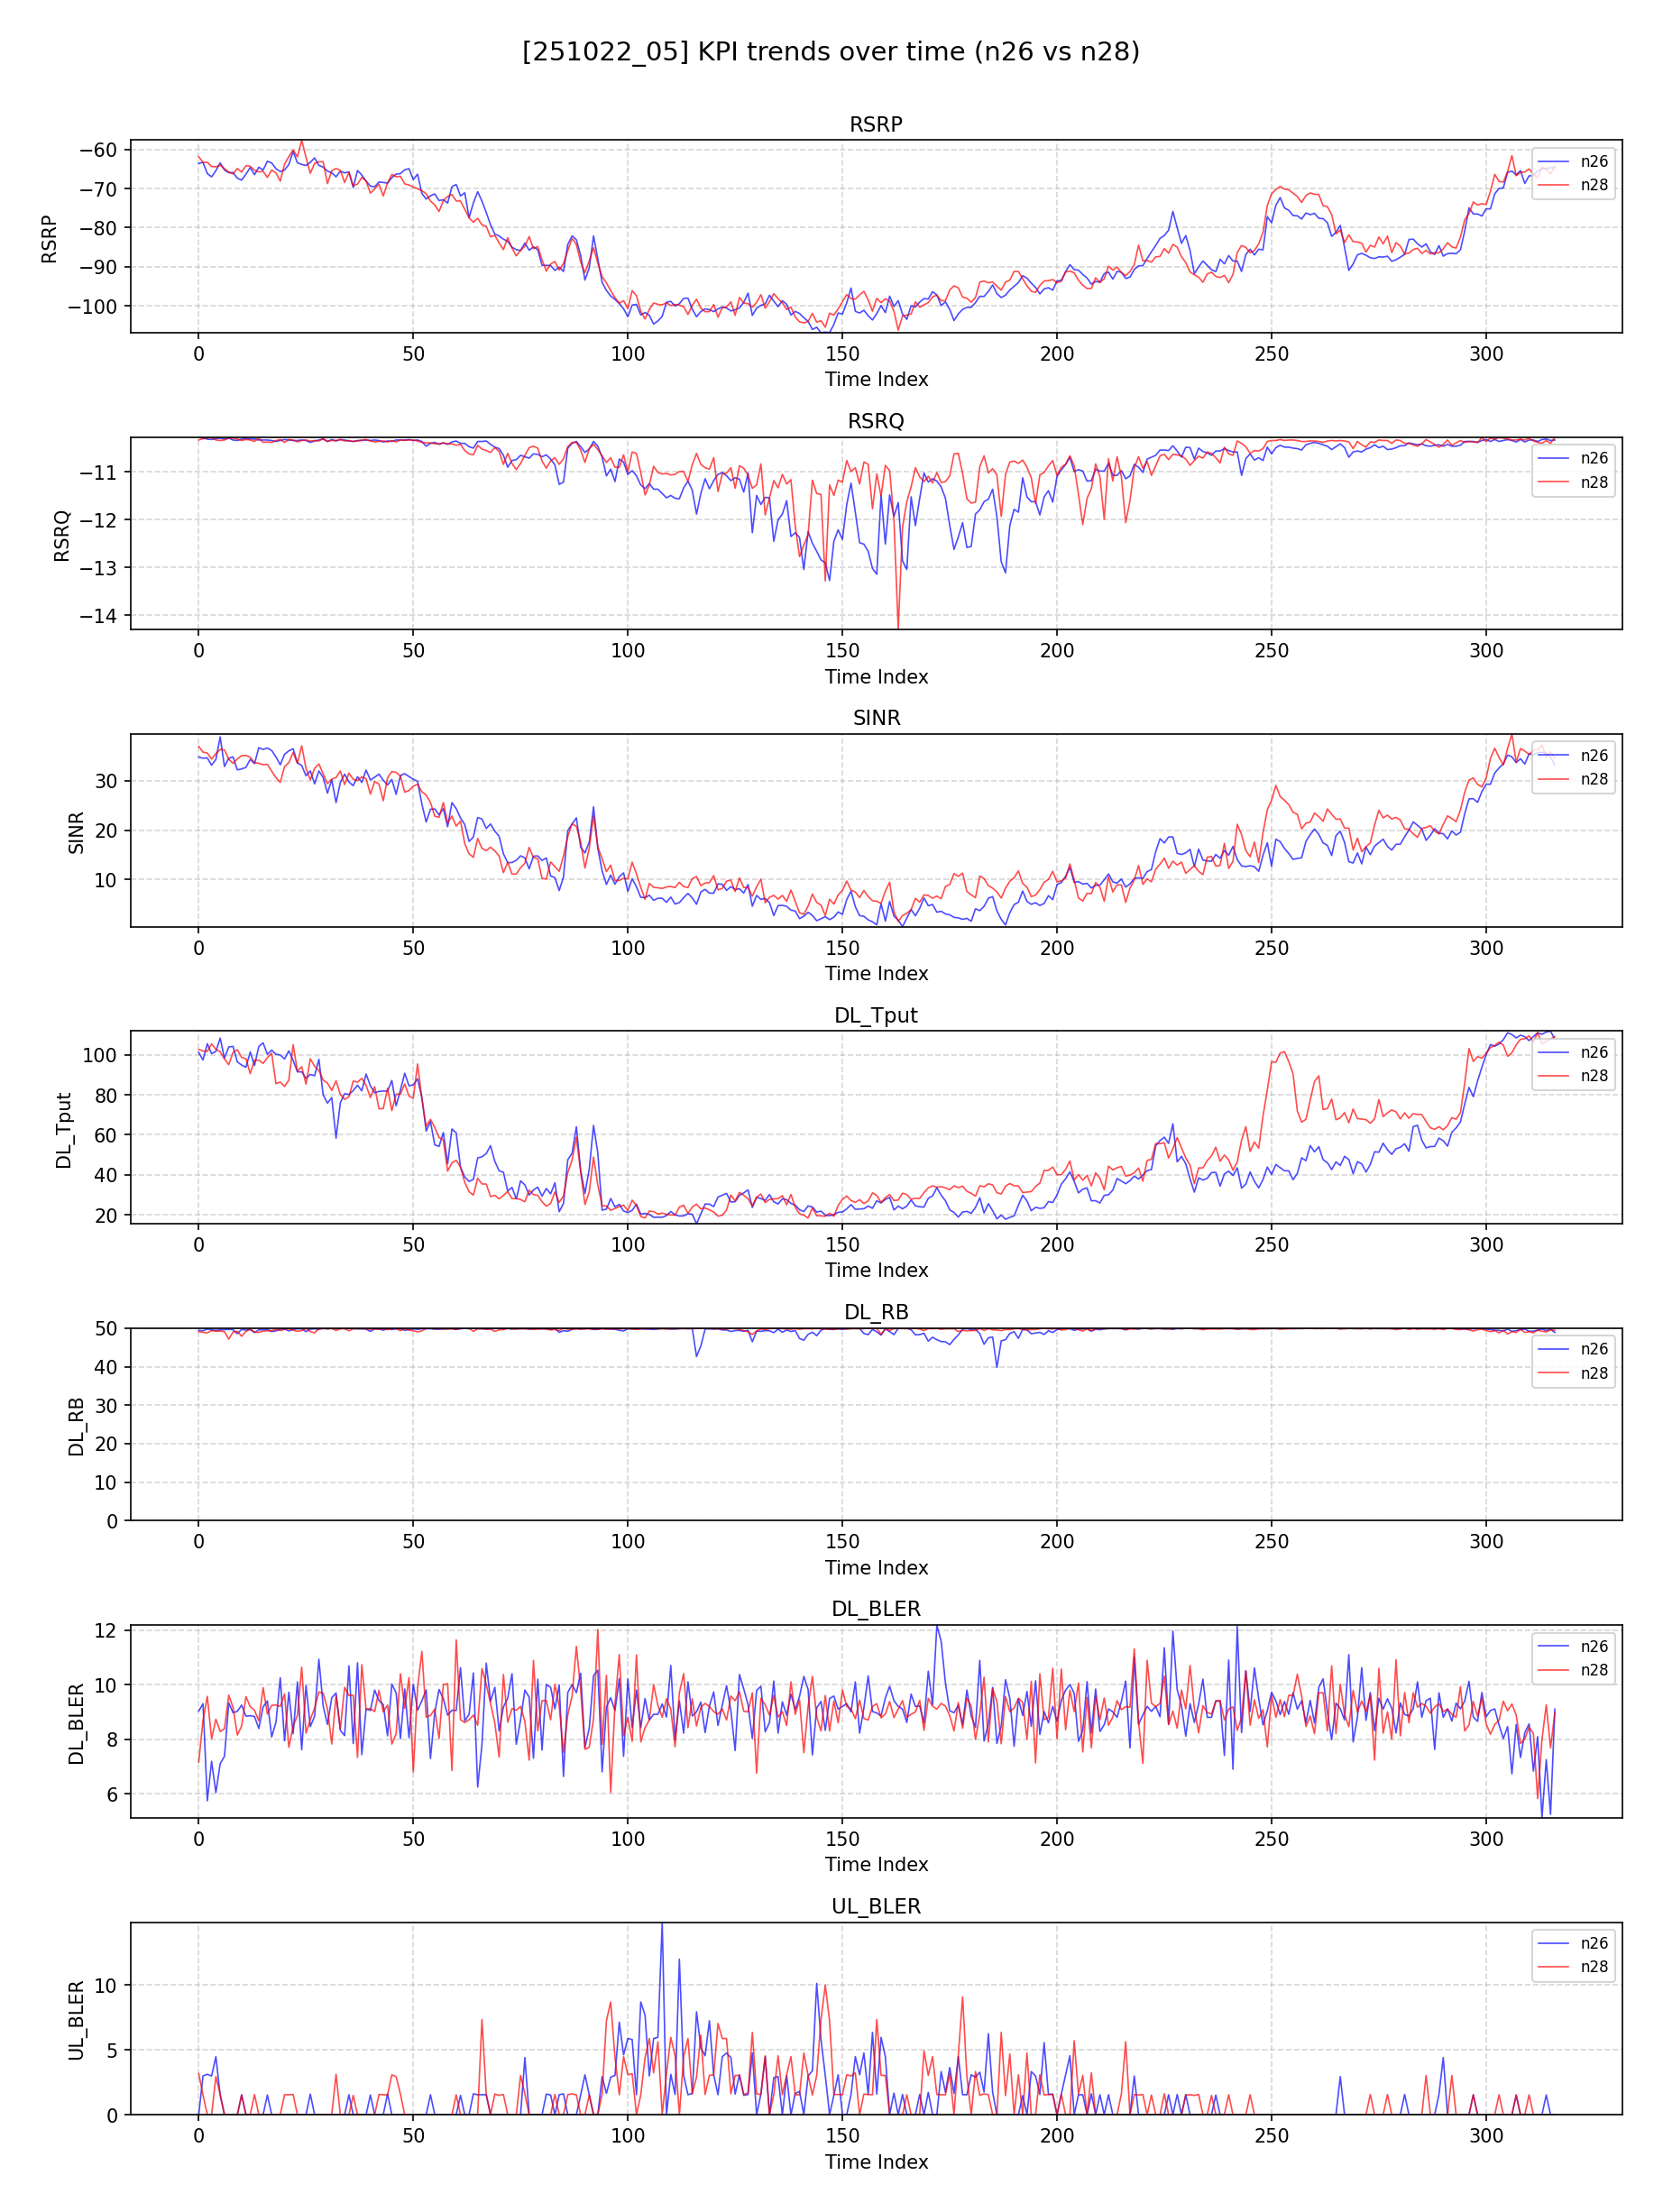 [251022_05] KPI trends over time (n26 vs n28)
RSRP
RSRP
−60
−70
−80
−90
−100
n26
n28
0 50 100 150 200 250 300
Time Index
RSRQ
RSRQ
−11
−12
−13
−14
n26
n28
0 50 100 150 200 250 300
Time Index
SINR
SINR
30
20
10
n26
n28
0 50 100 150 200 250 300
Time Index
DL_Tput
DL_Tput
100
80
60
40
20
n26
n28
0 50 100 150 200 250 300
Time Index
DL_RB
DL_RB
50
40
30
20
10
0
n26
n28
0 50 100 150 200 250 300
Time Index
DL_BLER
DL_BLER
12
10
8
6
n26
n28
0 50 100 150 200 250 300
Time Index
UL_BLER
UL_BLER
10
5
0
n26
n28
0 50 100 150 200 250 300
Time Index